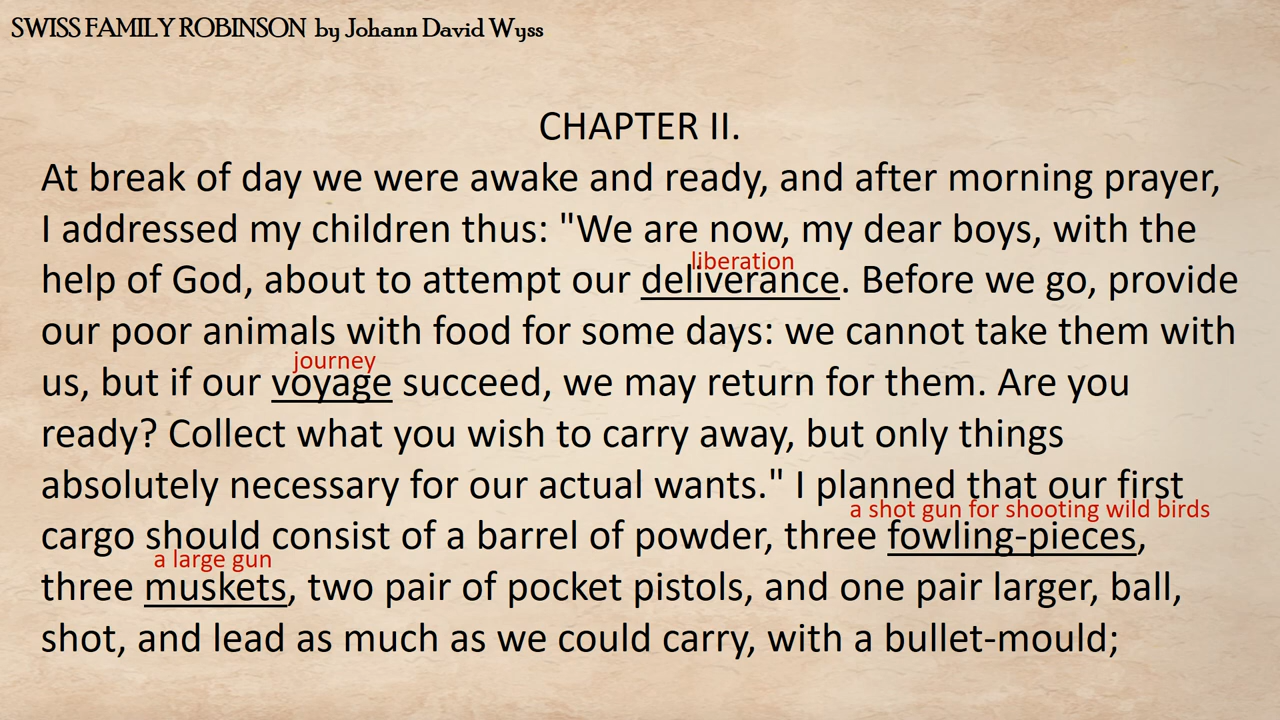 SWISS FAMILY ROBINSON by Johann David Wyss
CHAPTER II.
At break of day we were awake and ready, and after morning prayer,
I addressed my children thus: "We are now, my dear boys, with the
liberation
help of God, about to attempt our deliverance. Before we go, provide
our poor animals with food for some days: we cannot take them with
journey
us, but if our voyage succeed, we may return for them. Are you
ready? Collect what you wish to carry away, but only things
absolutely necessary for our actual wants." I planned that our first
a shot gun for shooting wild birds
cargo should consist of a barrel of powder, three fowling-pieces,
a large gun
three muskets, two pair of pocket pistols, and one pair larger, ball,
shot, and lead as much as we could carry, with a bullet-mould;